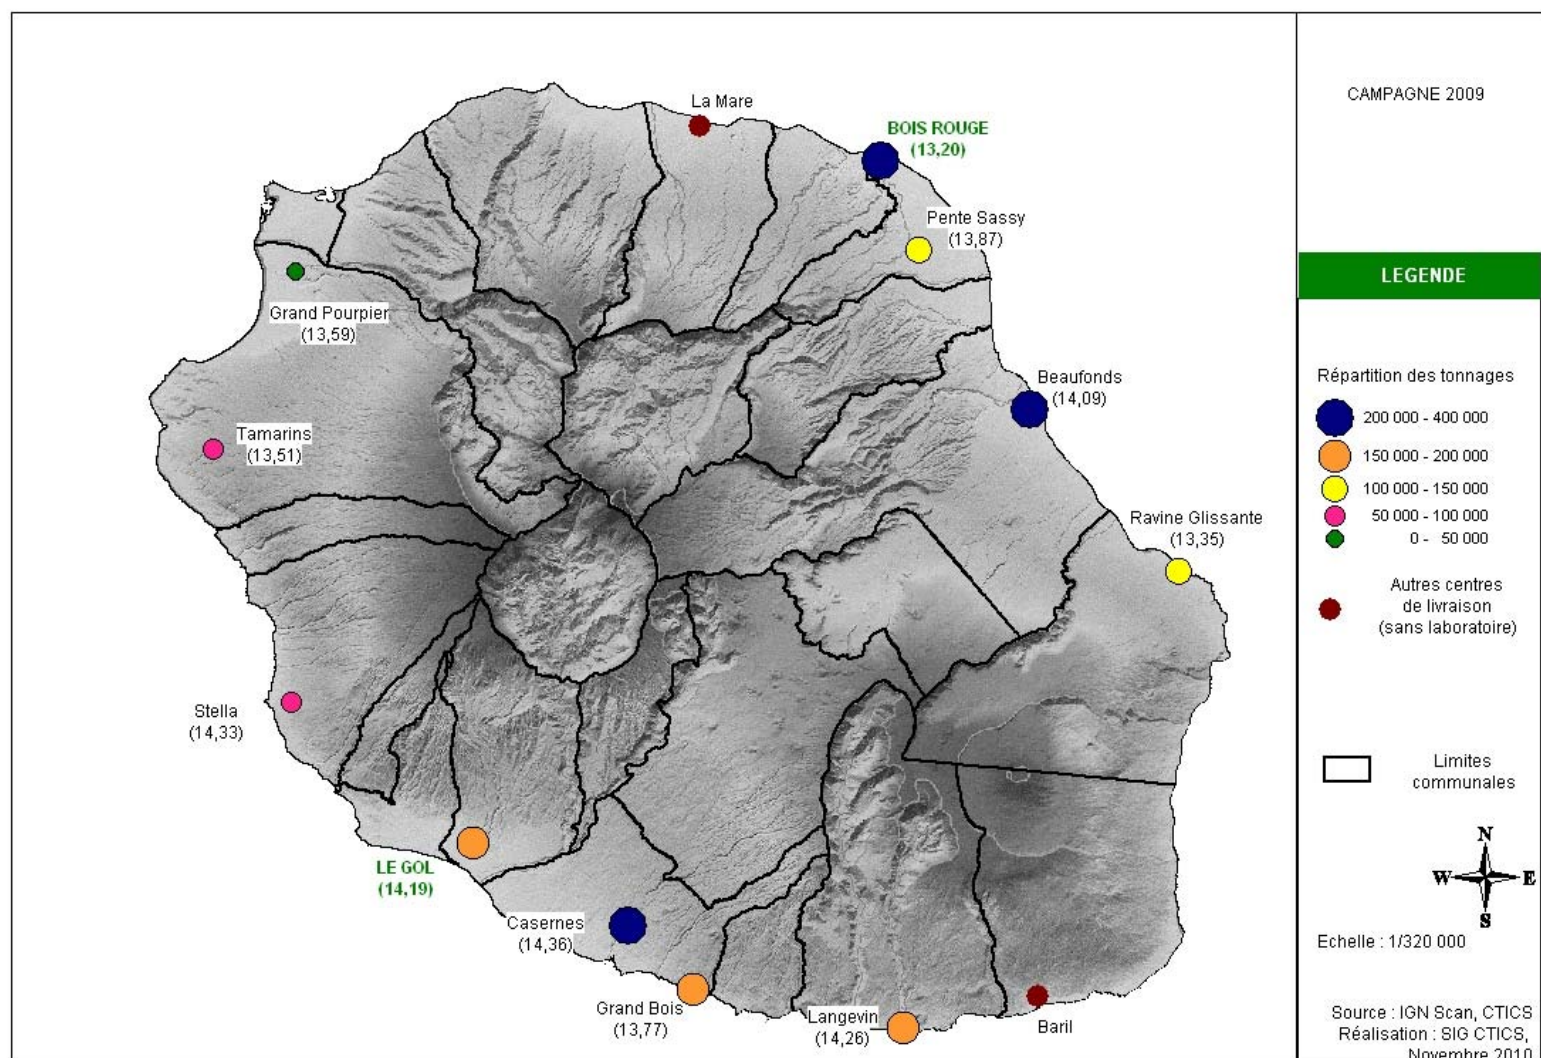 La Mare
BOIS ROUGE
(13,20)
Pente Sassy
(13,87)
Grand Pourpier
(13,59)
Beaufonds
(14,09)
Tamarins
(13,51)
Ravine Glissante
(13,35)
Stella
(14,33)
LE GOL
(14,19)
Casernes
(14,36)
Grand Bois
(13,77)
Langevin
(14,26)
Baril
CAMPAGNE 2009
LEGENDE
Répartition des tonnages
200 000 - 400 000
150 000 - 200 000
100 000 - 150 000
50 000 - 100 000
0 - 50 000
Autres centres
de livraison
(sans laboratoire)
Limites
communales
N
W E
S
Echelle : 1/320 000
Source : IGN Scan, CTICS
Réalisation : SIG CTICS,
Novembre 2010